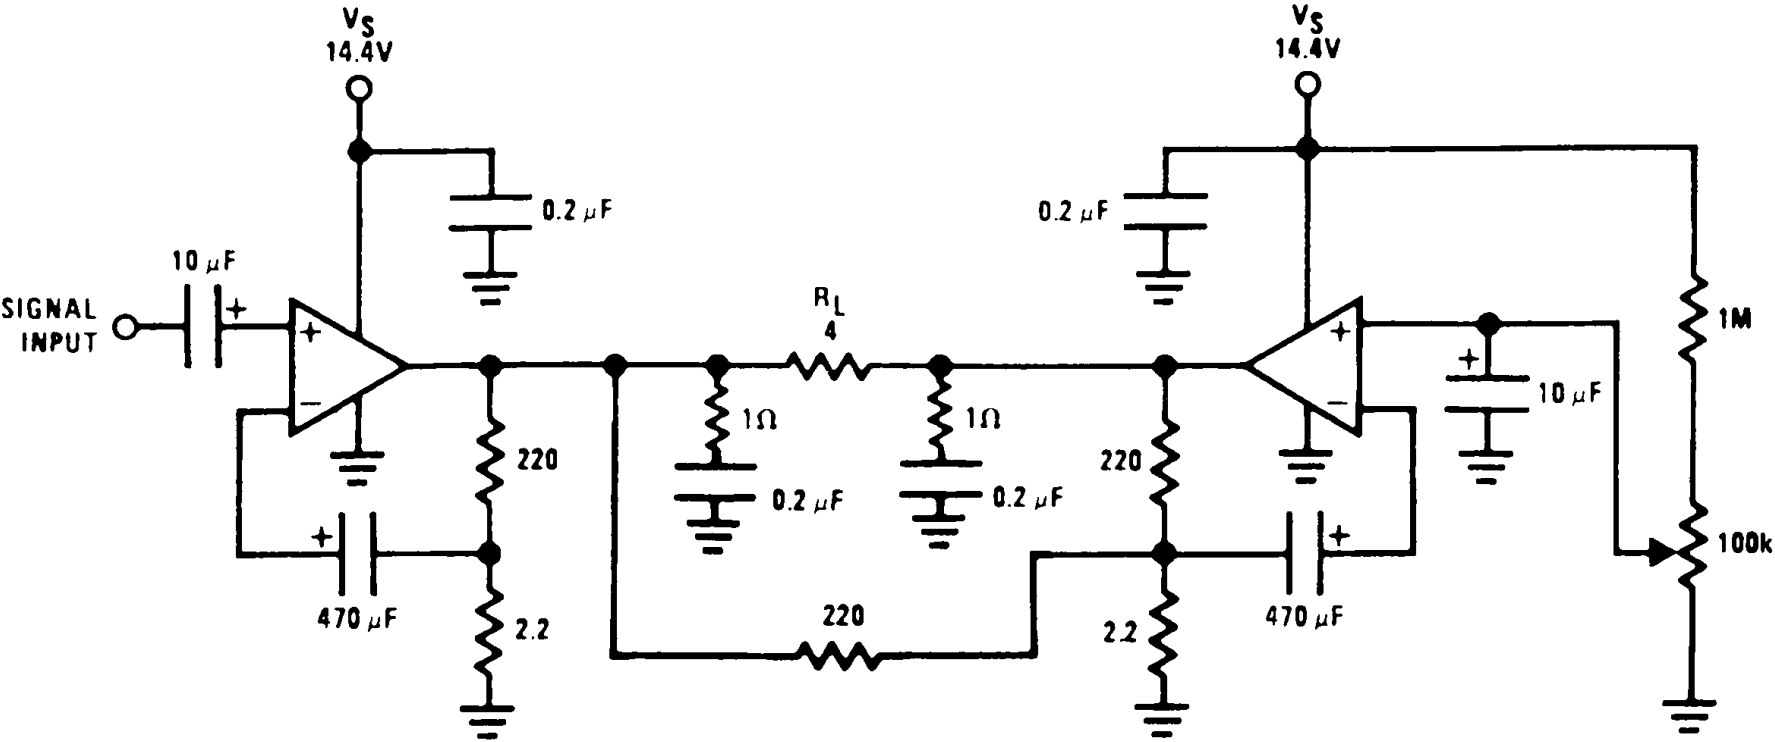 VS
14.4V
VS
14.4V
0.2 µF
0.2 µF
10 µF
SIGNAL
INPUT
+
+
−
RL
4
1M
+
+
−
10 µF
1Ω
1Ω
220
220
0.2 µF
0.2 µF
+
+
100k
470 µF
2.2
220
2.2
470 µF